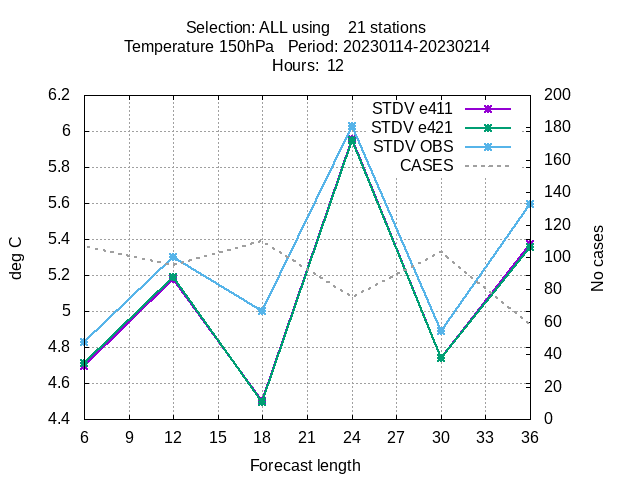 Selection: ALL using    21 stations
Temperature 150hPa   Period: 20230114-20230214
Hours:  12
STDV e411
STDV e421
STDV OBS
CASES
6.2
6
5.8
5.6
5.4
5.2
5
4.8
4.6
4.4
200
180
160
140
120
100
80
60
40
20
0
deg C
No cases
6 9 12 15 18 21 24 27 30 33 36
Forecast length